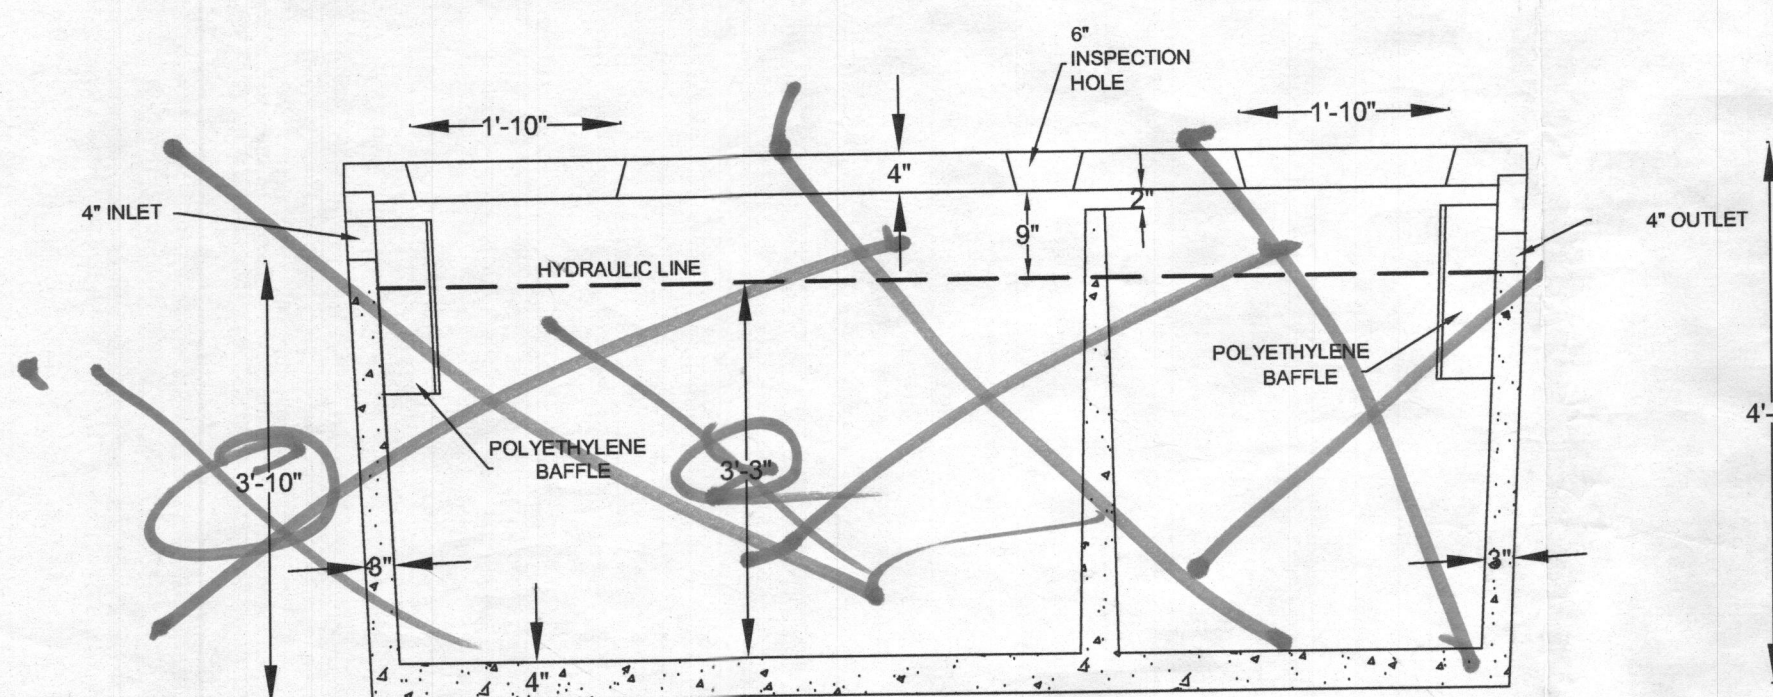 6"
INSPECTION
HOLE
1'-10"
1'-10"
4"
2"
4" INLET
9"
4" OUTLET
HYDRAULIC LINE
POLYETHYLENE
BAFFLE
POLYETHYLENE
BAFFLE
3'-10"
3'-3"
3"
3"
4"
4'-